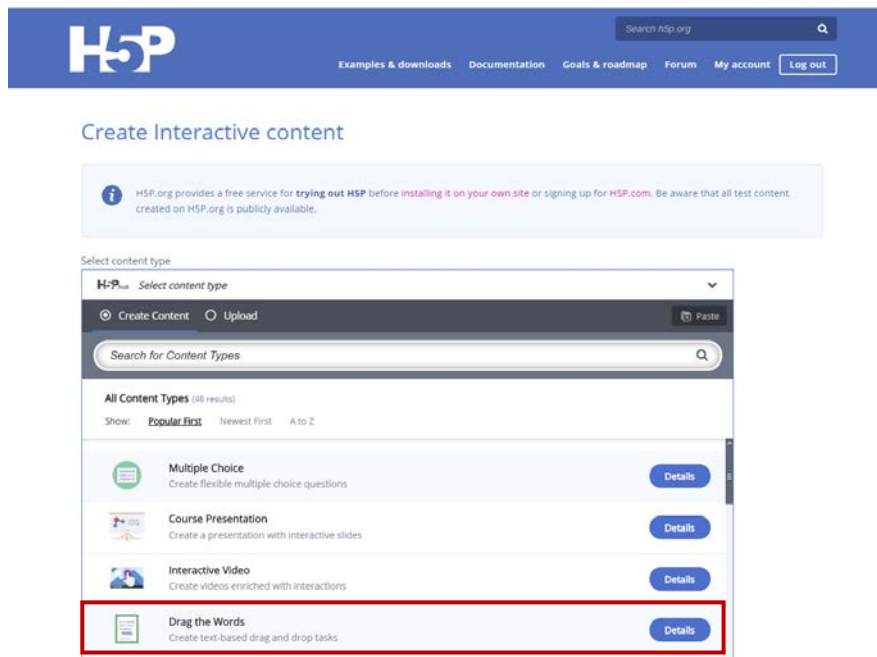 H5P
Search h5p.org
Examples & downloads Documentation Goals & roadmap Forum My account Log out
Create Interactive content
H5P.org provides a free service for trying out H5P before installing it on your own site or signing up for H5P.com. Be aware that all test content
created on H5P.org is publicly available.
Select content type
H5P Select content type
Create Content Upload Paste
Search for Content Types
All Content Types (46 results)
Show: Popular First Newest First A to Z
Multiple Choice
Create flexible multiple choice questions
Details
Course Presentation
Create a presentation with interactive slides
Details
Interactive Video
Create videos enriched with interactions
Details
Drag the Words
Create text-based drag and drop tasks
Details